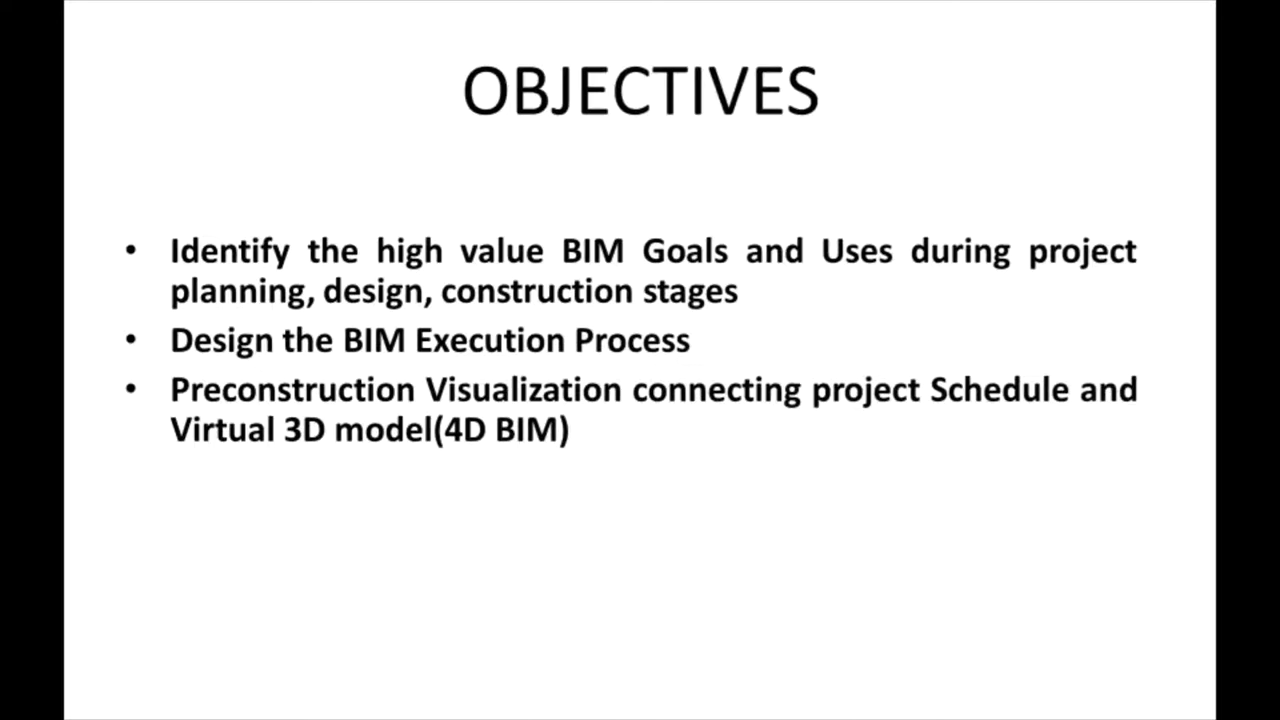 OBJECTIVES
• Identify the high value BIM Goals and Uses during project
planning, design, construction stages
• Design the BIM Execution Process
• Preconstruction Visualization connecting project Schedule and
Virtual 3D model(4D BIM)